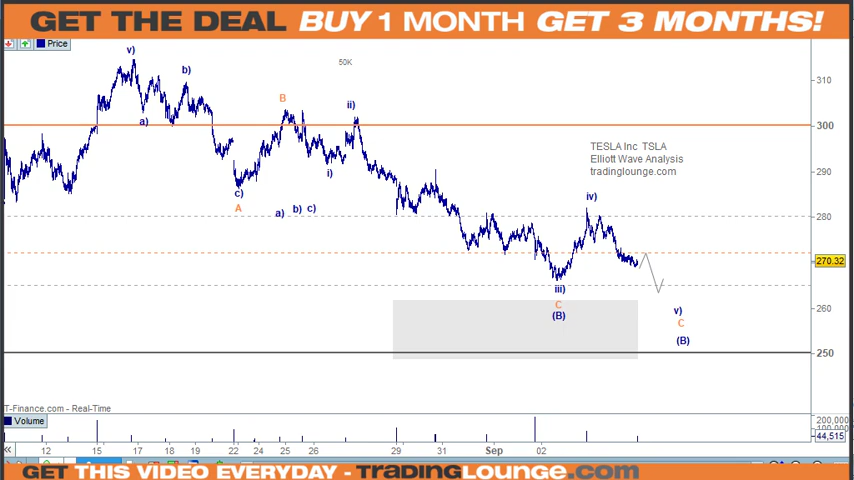 GET THE DEAL BUY 1 MONTH GET 3 MONTHS!
Price
v)
50K
b)
310
a)
B
ii)
300
TESLA Inc TSLA
Elliott Wave Analysis
tradinglounge.com
i)
290
c)
A
a) b) c)
iv)
280
270.32
iii)
C
(B)
260
v)
C
(B)
250
T-Finance.com - Real-Time
Volume
200,000
44,515
12 15 17 18 19 22 24 25 26 29 31 Sep 02
GET THIS VIDEO EVERYDAY - TradingLounge.com